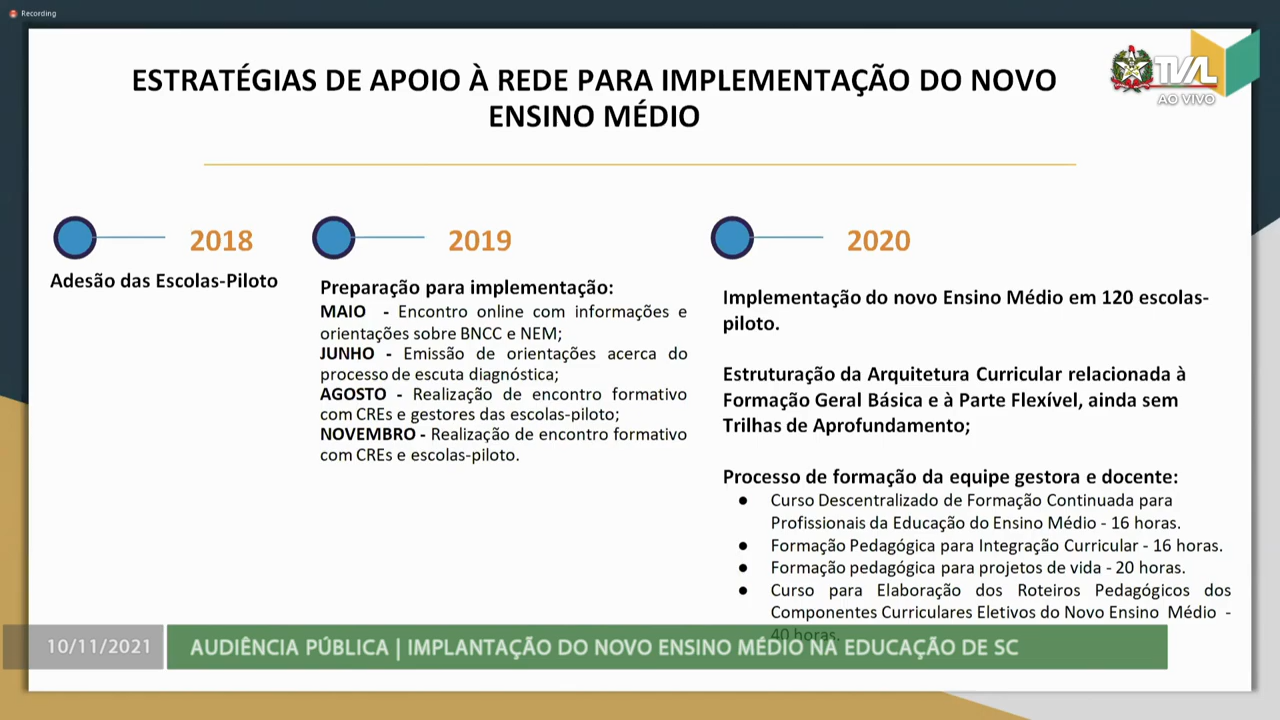 Recording
ESTRATÉGIAS DE APOIO À REDE PARA IMPLEMENTAÇÃO DO NOVO
ENSINO MÉDIO
TVAL
AO VIVO
2018
Adesão das Escolas-Piloto
2019
Preparação para implementação:
MAIO - Encontro online com informações e
orientações sobre BNCC e NEM;
JUNHO - Emissão de orientações acerca do
processo de escuta diagnóstica;
AGOSTO - Realização de encontro formativo
com CREs e gestores das escolas-piloto;
NOVEMBRO - Realização de encontro formativo
com CREs e escolas-piloto.
2020
Implementação do novo Ensino Médio em 120 escolas-
piloto.
Estruturação da Arquitetura Curricular relacionada à
Formação Geral Básica e à Parte Flexível, ainda sem
Trilhas de Aprofundamento;
Processo de formação da equipe gestora e docente:
● Curso Descentralizado de Formação Continuada para
Profissionais da Educação do Ensino Médio - 16 horas.
● Formação Pedagógica para Integração Curricular - 16 horas.
● Formação pedagógica para projetos de vida - 20 horas.
● Curso para Elaboração dos Roteiros Pedagógicos dos
Componentes Curriculares Eletivos do Novo Ensino Médio -
40 horas.
10/11/2021
AUDIÊNCIA PÚBLICA | IMPLANTAÇÃO DO NOVO ENSINO MÉDIO NA EDUCAÇÃO DE SC